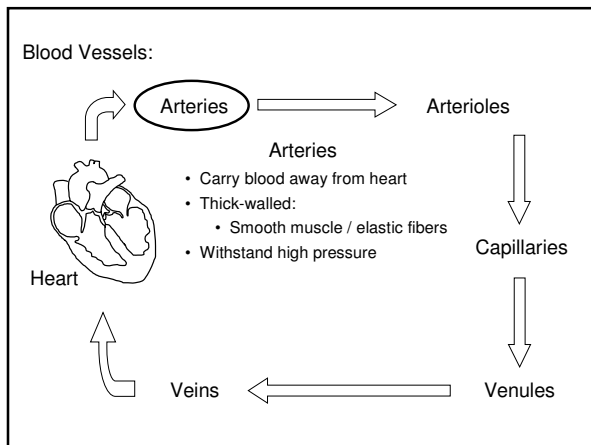 Blood Vessels:
Arteries
Arterioles
Arteries
• Carry blood away from heart
• Thick-walled:
• Smooth muscle / elastic fibers
• Withstand high pressure
Capillaries
Heart
Veins
Venules